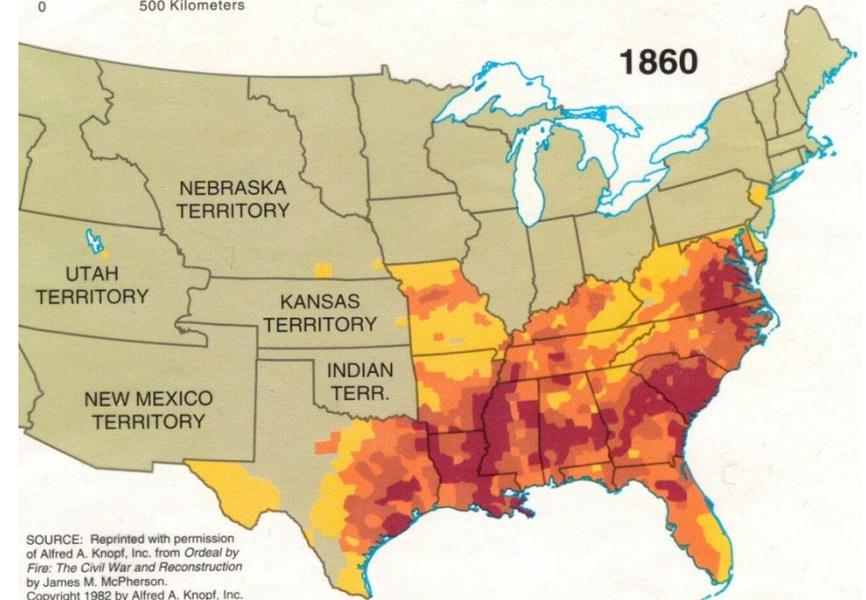 0 500 Kilometers
1860
NEBRASKA
TERRITORY
UTAH
TERRITORY
KANSAS
TERRITORY
INDIAN
TERR.
NEW MEXICO
TERRITORY
SOURCE: Reprinted with permission
of Alfred A. Knopf, Inc. from Ordeal by
Fire: The Civil War and Reconstruction
by James M. McPherson.
Copyright 1982 by Alfred A. Knopf, Inc.